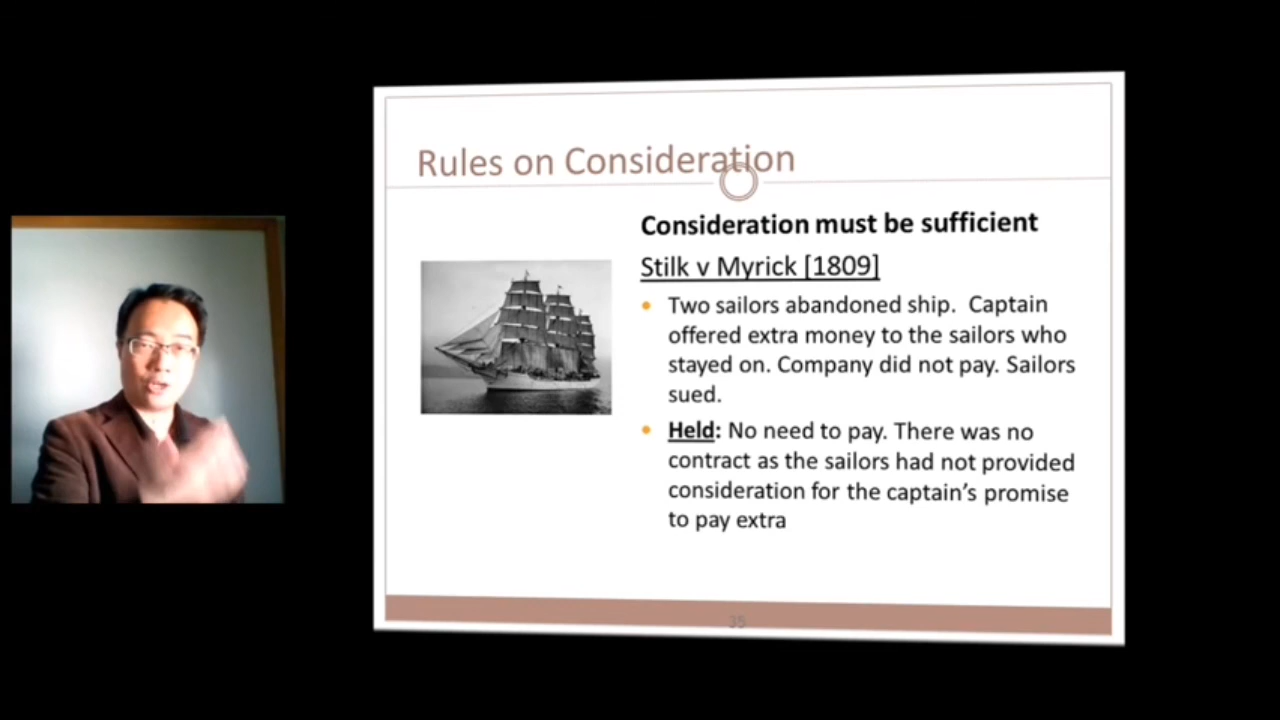 Rules on Consideration
Consideration must be sufficient
Stilk v Myrick [1809]
Two sailors abandoned ship.  Captain
offered extra money to the sailors who
stayed on. Company did not pay. Sailors
sued.
Held: No need to pay. There was no
contract as the sailors had not provided
consideration for the captain’s promise
to pay extra
35